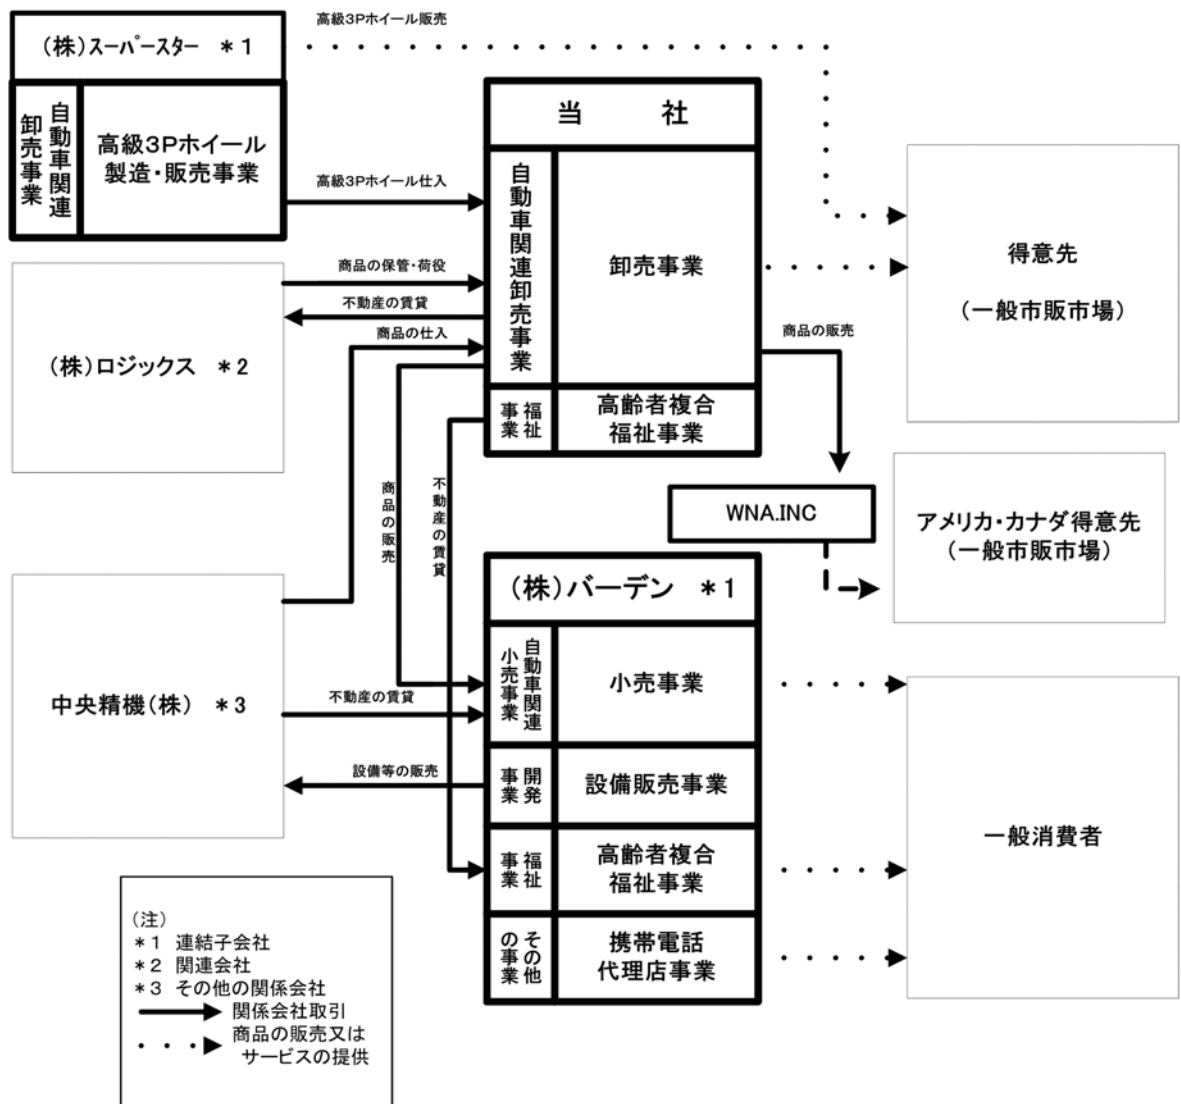 高級3Pホイール販売
(株)スーパースター ＊1
自動車関連
卸売事業
高級3Pホイール
製造・販売事業
高級3Pホイール仕入
当 社
自動車関連卸売事業
卸売事業
福祉
事業
高齢者複合
福祉事業
得意先
(一般市販市場)
商品の保管・荷役
不動産の賃貸
商品の仕入
(株)ロジックス ＊2
商品の販売
商品の販売
不動産の賃貸
WNA.INC
アメリカ・カナダ得意先
(一般市販市場)
(株)バーデン ＊1
自動車関連
小売事業
小売事業
中央精機(株) ＊3
不動産の賃貸
設備等の販売
開発
事業
設備販売事業
福祉
事業
高齢者複合
福祉事業
その他
の事業
携帯電話
代理店事業
一般消費者
(注)
＊1 連結子会社
＊2 関連会社
＊3 その他の関係会社
関係会社取引
商品の販売又は
サービスの提供